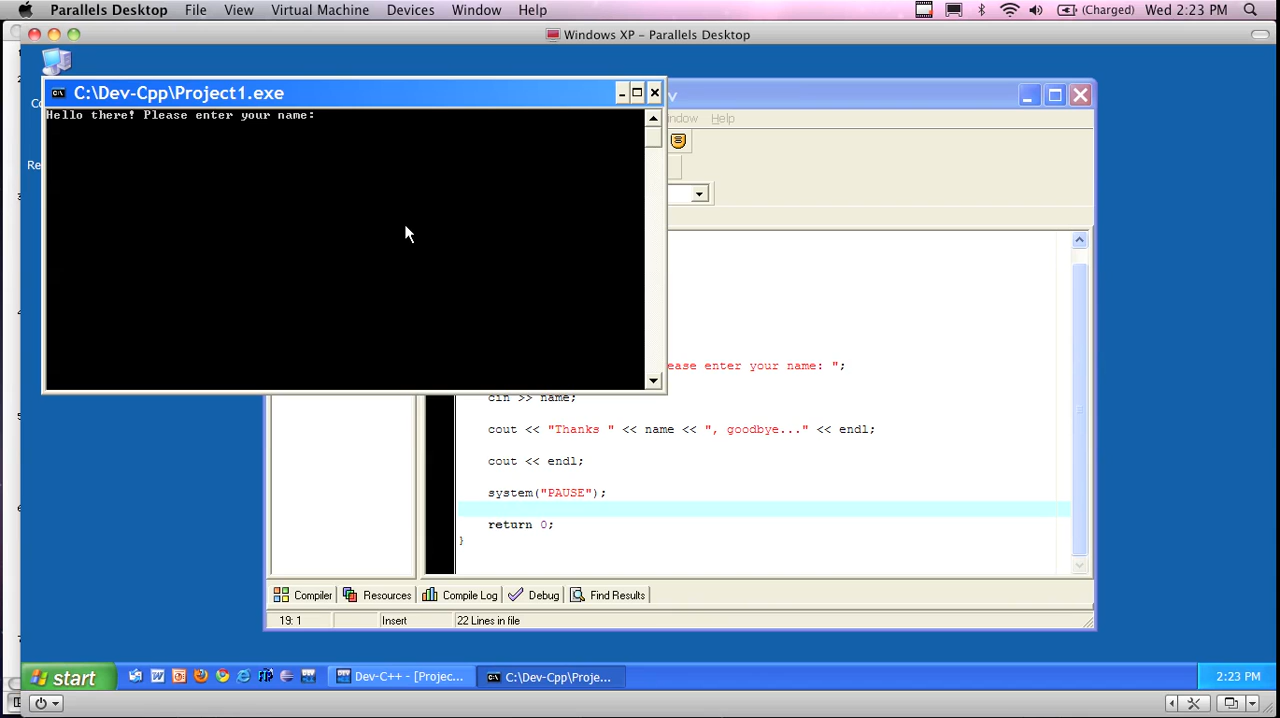 Parallels Desktop File View Virtual Machine Devices Window Help (Charged) Wed 2:23 PM
Windows XP - Parallels Desktop
C:\Dev-Cpp\Project1.exe
Hello there! Please enter your name:
Help
ease enter your name: ";
cin >> name;
cout << "Thanks " << name << ", goodbye..." << endl;
cout << endl;
system("PAUSE");
return 0;
}
Compiler Resources Compile Log Debug Find Results
19: 1 Insert 22 Lines in file
start Dev-C++ - [Projec... C:\Dev-Cpp\Proje... 2:23 PM